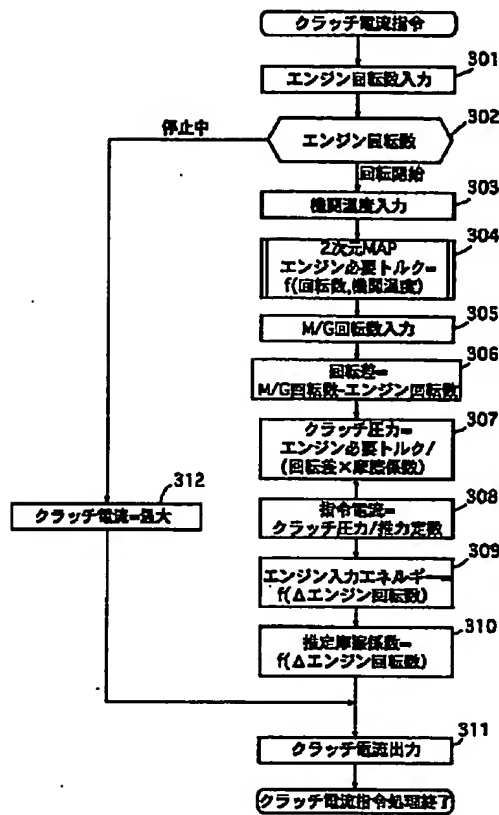 クラッチ電流指令
301
エンジン回転数入力
302
停止中
エンジン回転数
回転開始
303
機関温度入力
304
2次元MAP
エンジン必要トルク=
f(回転数,機関温度)
305
M/G回転数入力
306
回転差=
M/G回転数-エンジン回転数
307
クラッチ圧力=
エンジン必要トルク/
(回転差×摩擦係数)
312
308
クラッチ電流=最大
指令電流=
クラッチ圧力/推力定数
309
エンジン入力エネルギー=
f(Δエンジン回転数)
310
推定摩擦係数=
f(Δエンジン回転数)
311
クラッチ電流出力
クラッチ電流指令処理終了